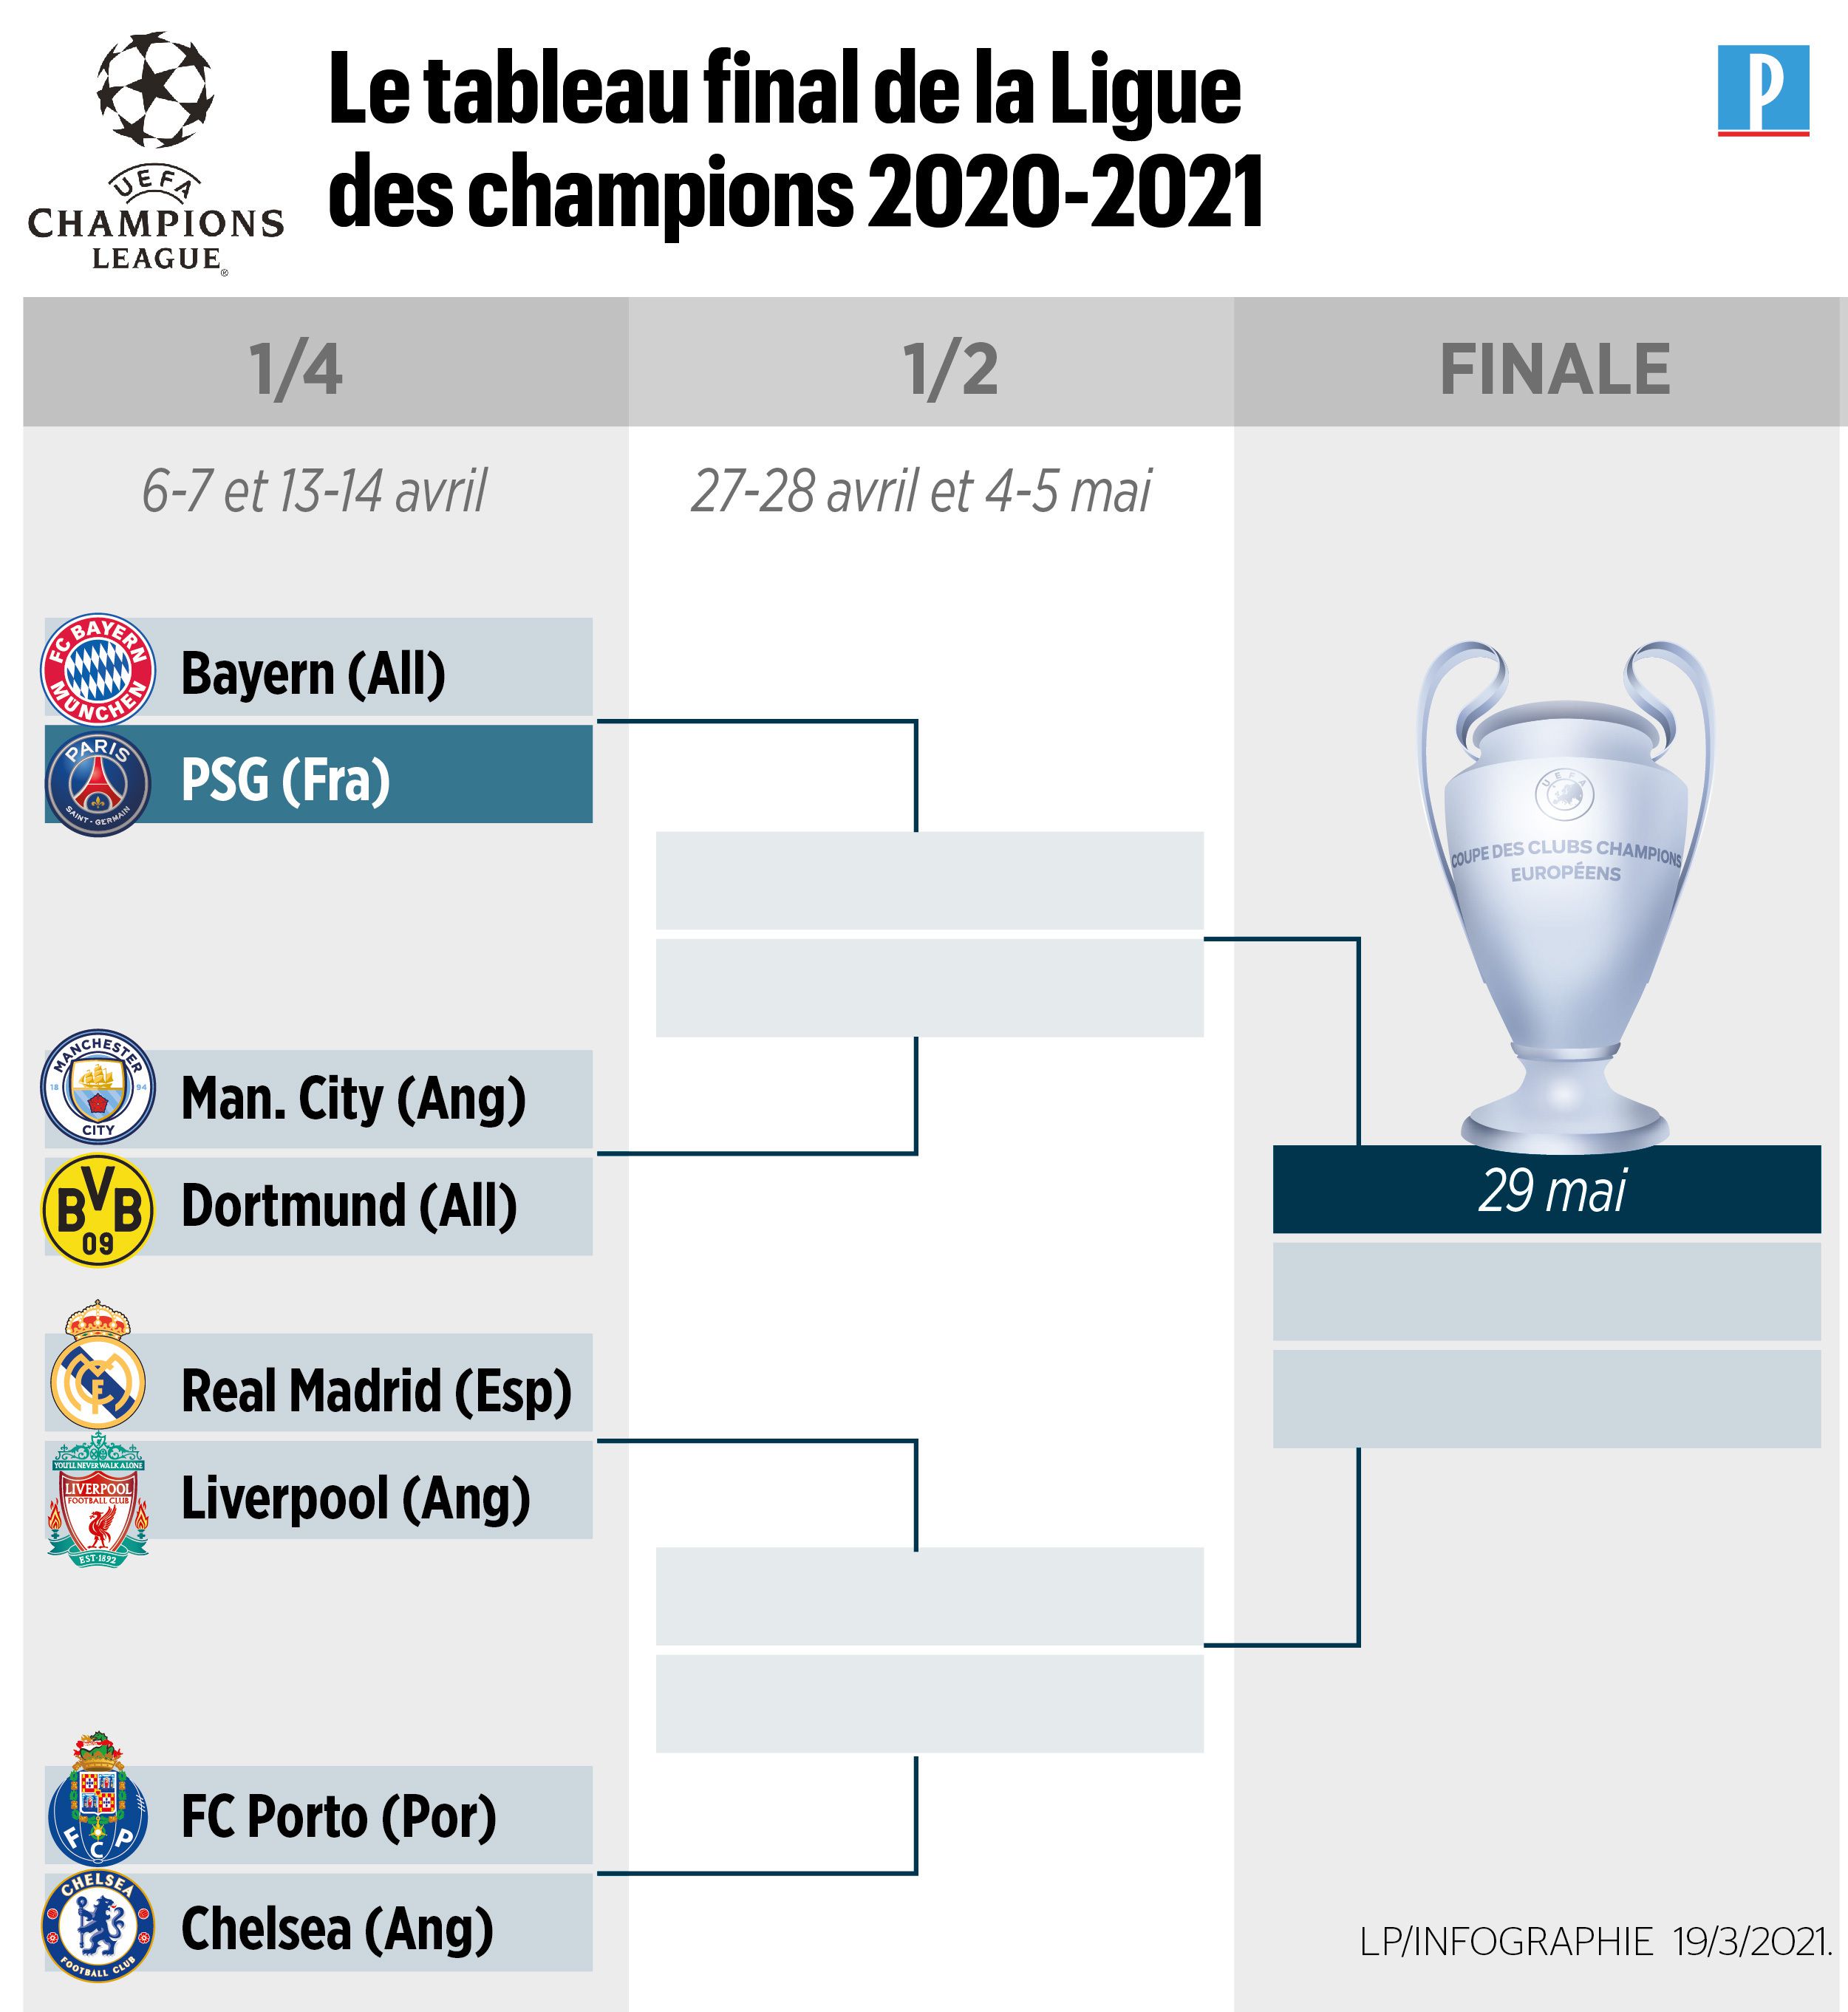 UEFA
CHAMPIONS
LEAGUE®
Le tableau final de la Ligue
des champions 2020-2021
P
1/4
1/2
FINALE
6-7 et 13-14 avril
27-28 avril et 4-5 mai
FC BAYERN
MÜNCHEN
Bayern (All)
PARIS
SAINT-GERMAIN
PSG (Fra)
UEFA
COUPE DES CLUBS CHAMPIONS
EUROPÉENS
MANCHESTER
18 94
CITY
Man. City (Ang)
BVB
09
Dortmund (All)
29 mai
Real Madrid (Esp)
YOU'LL NEVER WALK ALONE
LIVERPOOL
FOOTBALL CLUB
EST·1892
Liverpool (Ang)
F C P
FC Porto (Por)
CHELSEA
FOOTBALL CLUB
Chelsea (Ang)
LP/INFOGRAPHIE 19/3/2021.